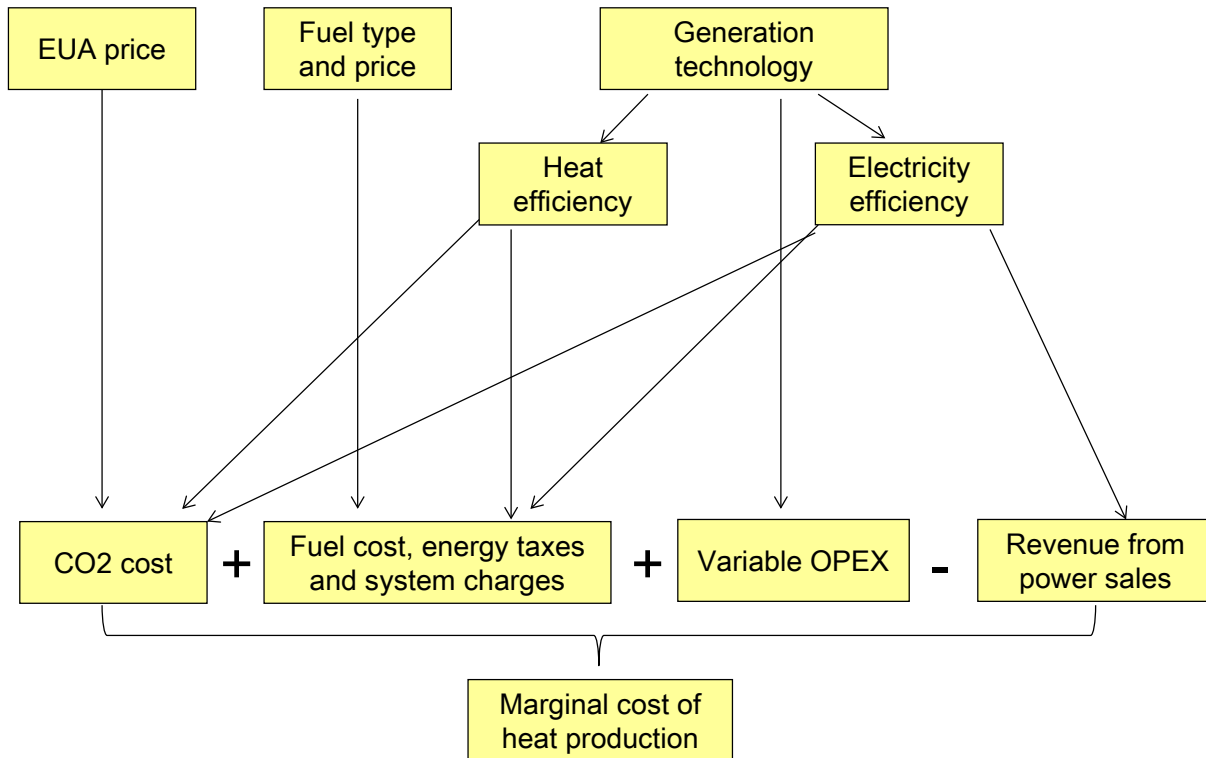 EUA price
Fuel type
and price
Generation
technology
Heat
efficiency
Electricity
efficiency
CO2 cost
+
Fuel cost, energy taxes
and system charges
+
Variable OPEX
-
Revenue from
power sales
Marginal cost of
heat production